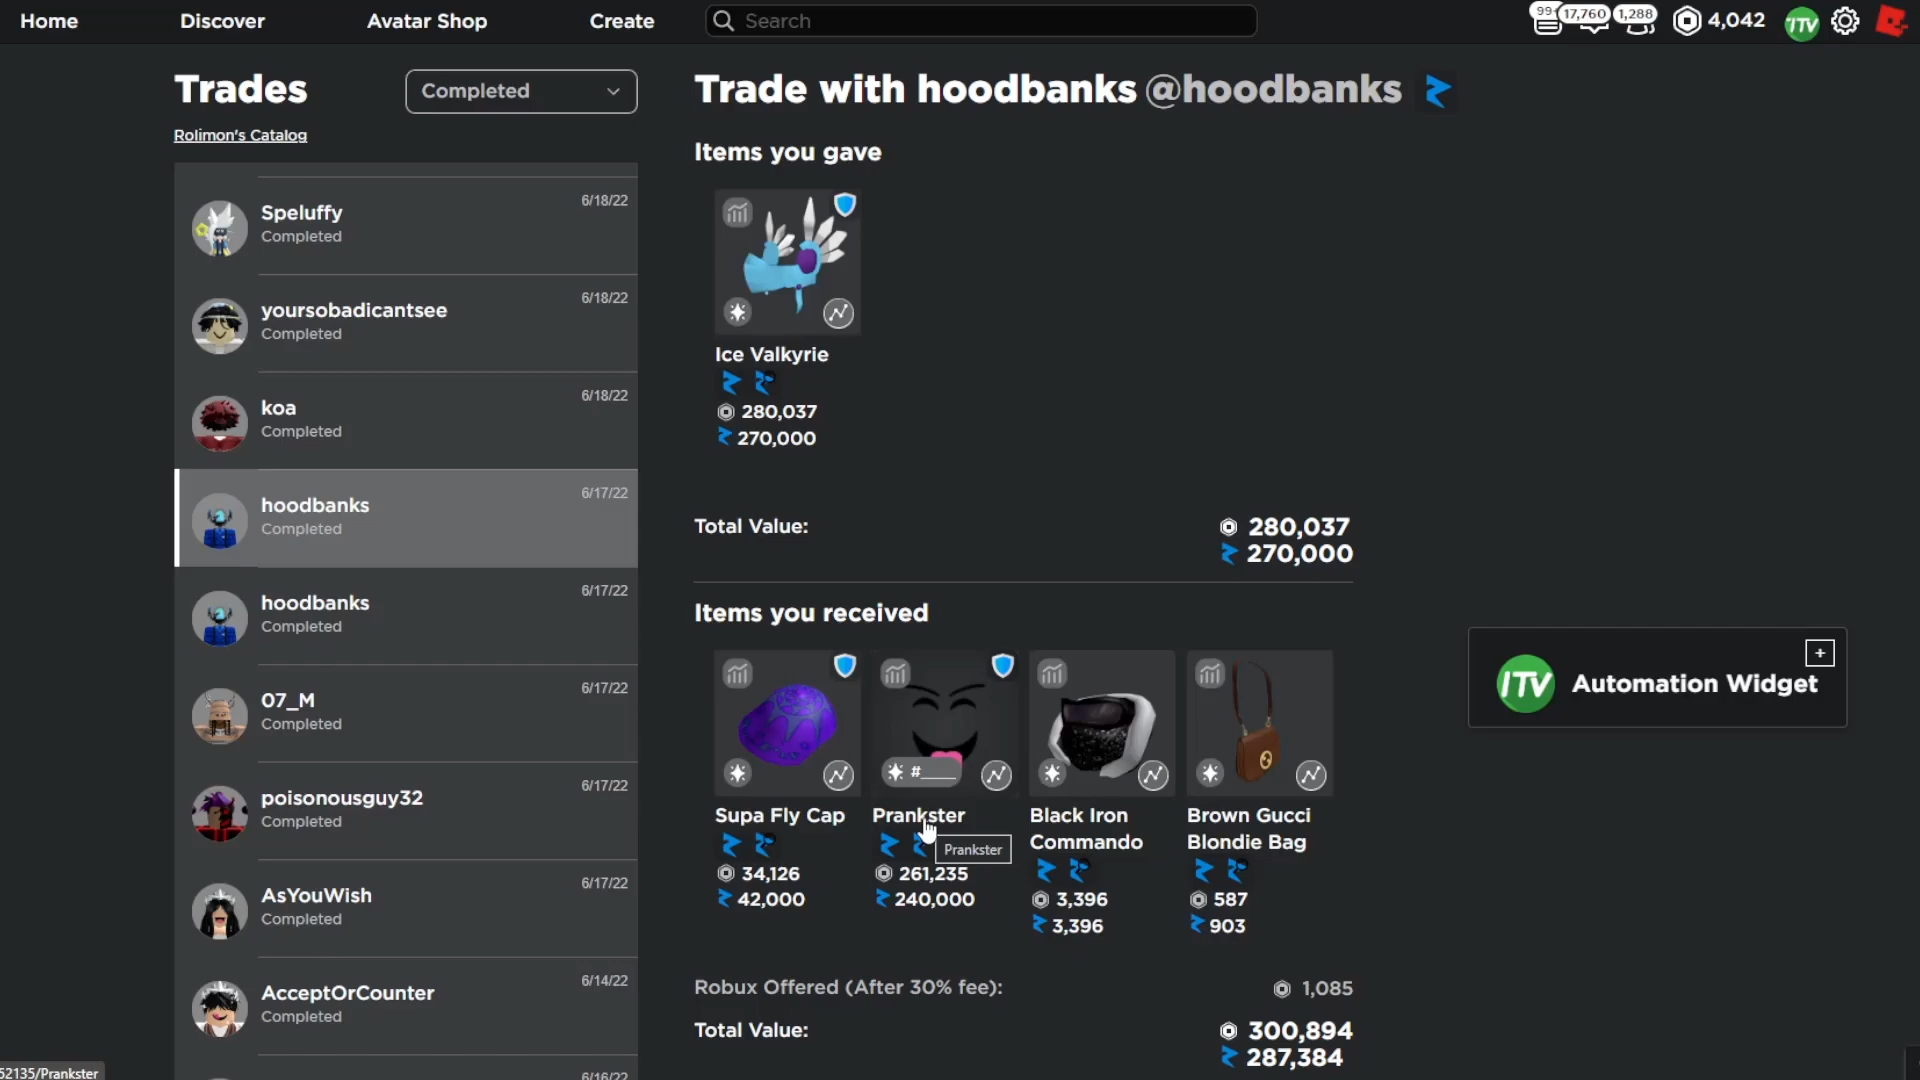 Home Discover Avatar Shop Create Search 99+ 17,760 1,288 4,042 ITV
Trades Completed
Rolimon's Catalog
Speluffy 6/18/22
Completed
yoursobadicantsee 6/18/22
Completed
koa 6/18/22
Completed
hoodbanks 6/17/22
Completed
hoodbanks 6/17/22
Completed
07_M 6/17/22
Completed
poisonousguy32 6/17/22
Completed
AsYouWish 6/17/22
Completed
AcceptOrCounter 6/14/22
Completed
6/16/22
52135/Prankster
Trade with hoodbanks @hoodbanks
Items you gave
Ice Valkyrie
280,037
270,000
Total Value: 280,037
270,000
Items you received
#____
Supa Fly Cap
34,126
42,000
Prankster
Prankster
261,235
240,000
Black Iron
Commando
3,396
3,396
Brown Gucci
Blondie Bag
587
903
Robux Offered (After 30% fee): 1,085
Total Value: 300,894
287,384
ITV Automation Widget +